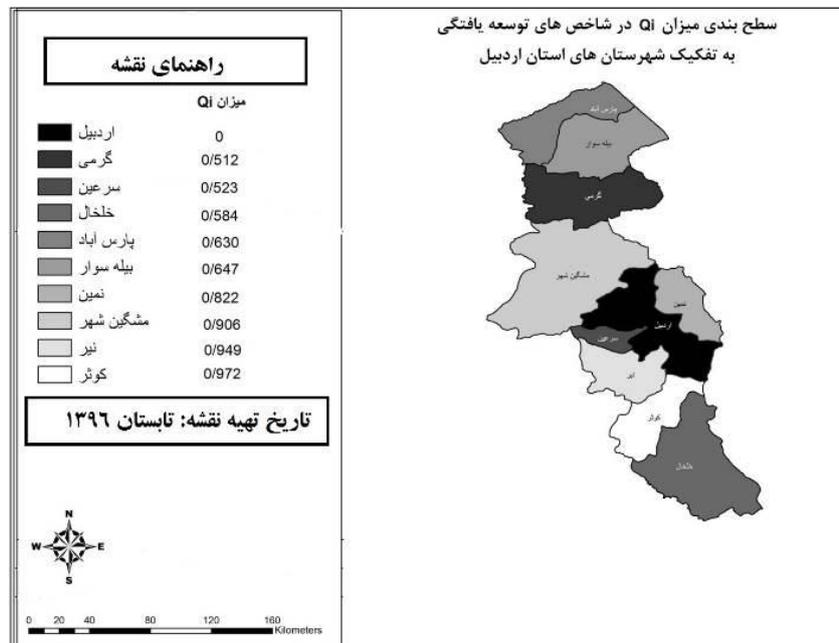 سطح بندی میزان Qi در شاخص های توسعه یافتگی
به تفکیک شهرستان های استان اردبیل
راهنمای نقشه
میزان Qi
اردبیل 0
گرمی 0/512
سرعین 0/523
خلخال 0/584
پارس آباد 0/630
بیله سوار 0/647
نمین 0/822
مشگین شهر 0/906
نیر 0/949
کوثر 0/972
تاریخ تهیه نقشه: تابستان ۱۳۹۶
N
W E
S
0 20 40 80 120 160
Kilometers
پارس آباد
بیله سوار
گرمی
مشگین شهر
نمین
اردبیل
سرعین
نیر
کوثر
خلخال